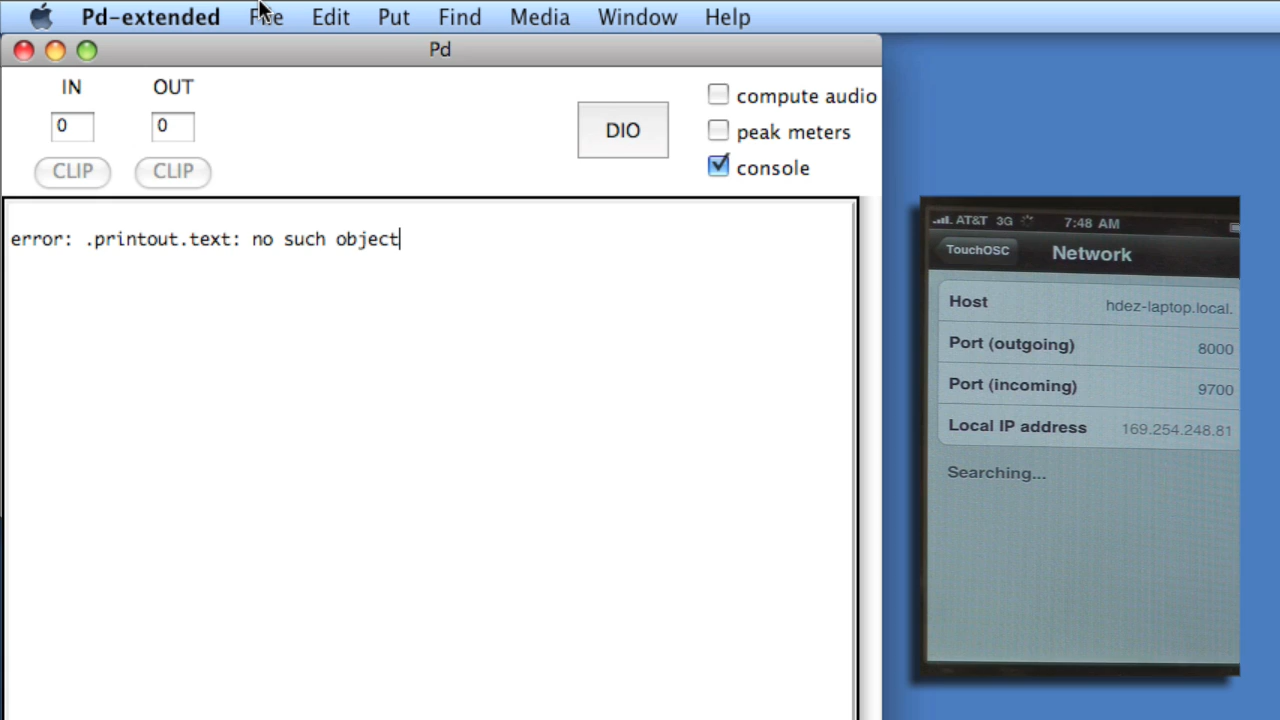 Pd-extended File Edit Put Find Media Window Help
Pd
IN OUT
0 0
CLIP CLIP
DIO
compute audio
peak meters
console
error: .printout.text: no such object
AT&T 3G 7:48 AM
TouchOSC Network
Host hdez-laptop.local.
Port (outgoing) 8000
Port (incoming) 9700
Local IP address 169.254.248.81
Searching...